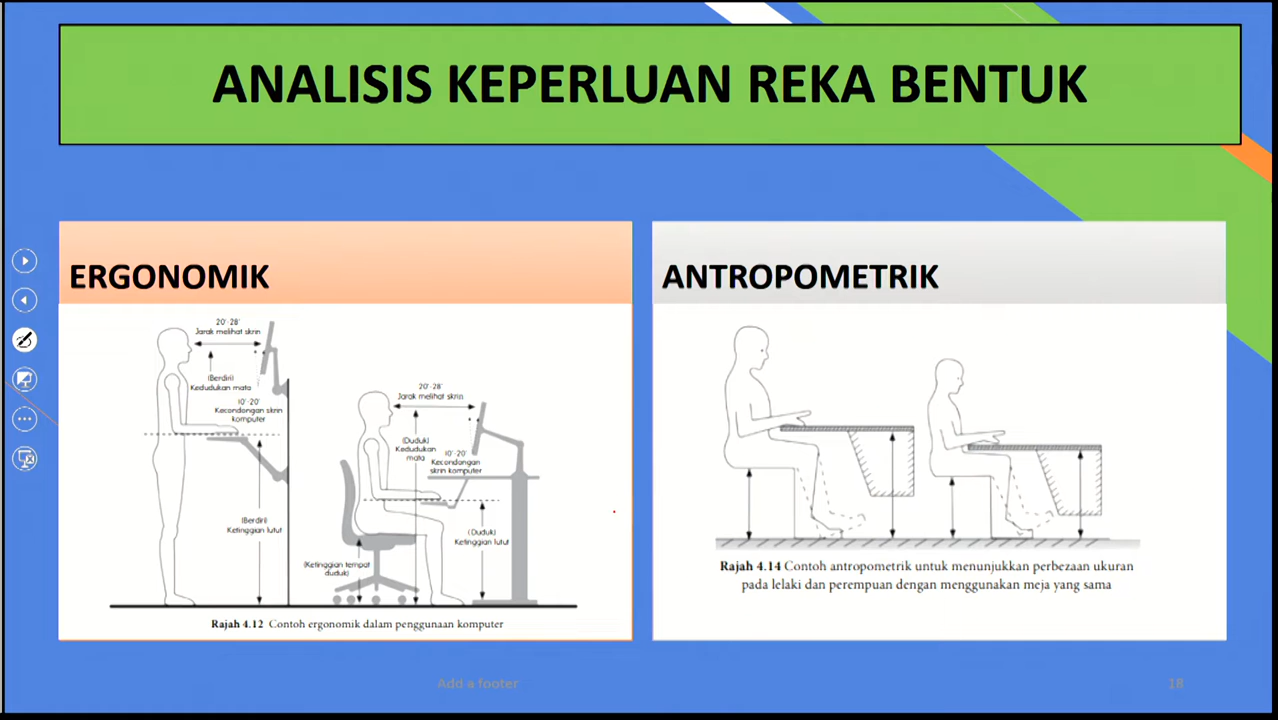 ANALISIS KEPERLUAN REKA BENTUK
ERGONOMIK
20'-28'
Jarak melihat skrin
(Berdiri)
Kedudukan mata
10'-20'
Kecondongan skrin
komputer
(Berdiri)
Ketinggian lutut
20'-28'
Jarak melihat skrin
(Duduk)
Kedudukan
mata
10'-20'
Kecondongan
skrin komputer
(Duduk)
Ketinggian lutut
(Ketinggian tempat
duduk)
Rajah 4.12 Contoh ergonomik dalam penggunaan komputer
ANTROPOMETRIK
Rajah 4.14 Contoh antropometrik untuk menunjukkan perbezaan ukuran
pada lelaki dan perempuan dengan menggunakan meja yang sama
Add a footer
18